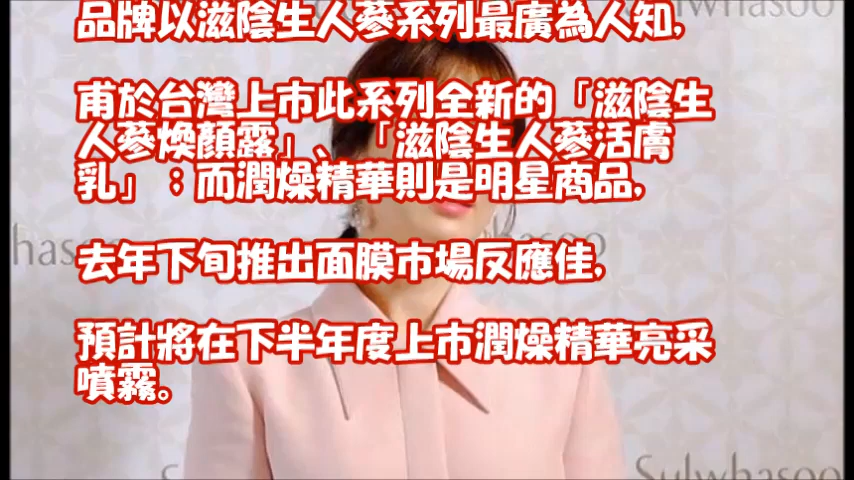 Sulwhasoo
品牌以滋陰生人蔘系列最廣為人知,
甫於台灣上市此系列全新的「滋陰生
人蔘煥顏露」、「滋陰生人蔘活膚
乳」；而潤燥精華則是明星商品,
hasoo
去年下旬推出面膜市場反應佳,
預計將在下半年度上市潤燥精華亮采
噴霧。
Sulwhasoo